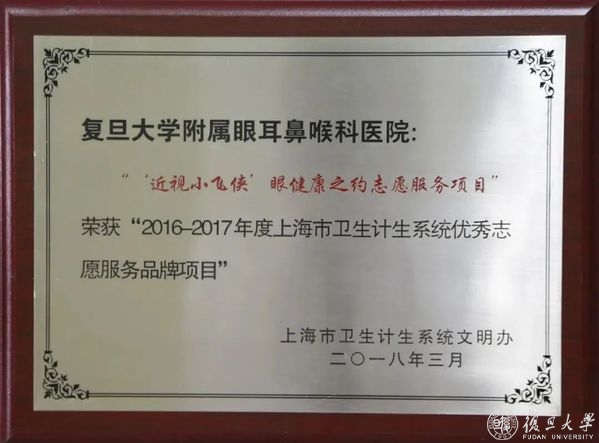 复旦大学附属眼耳鼻喉科医院:
“‘近视小飞侠’眼健康之约志愿服务项目”
荣获“2016–2017年度上海市卫生计生系统优秀志
愿服务品牌项目”
上海市卫生计生系统文明办
二〇一八年三月
復旦大學
FUDAN UNIVERSITY